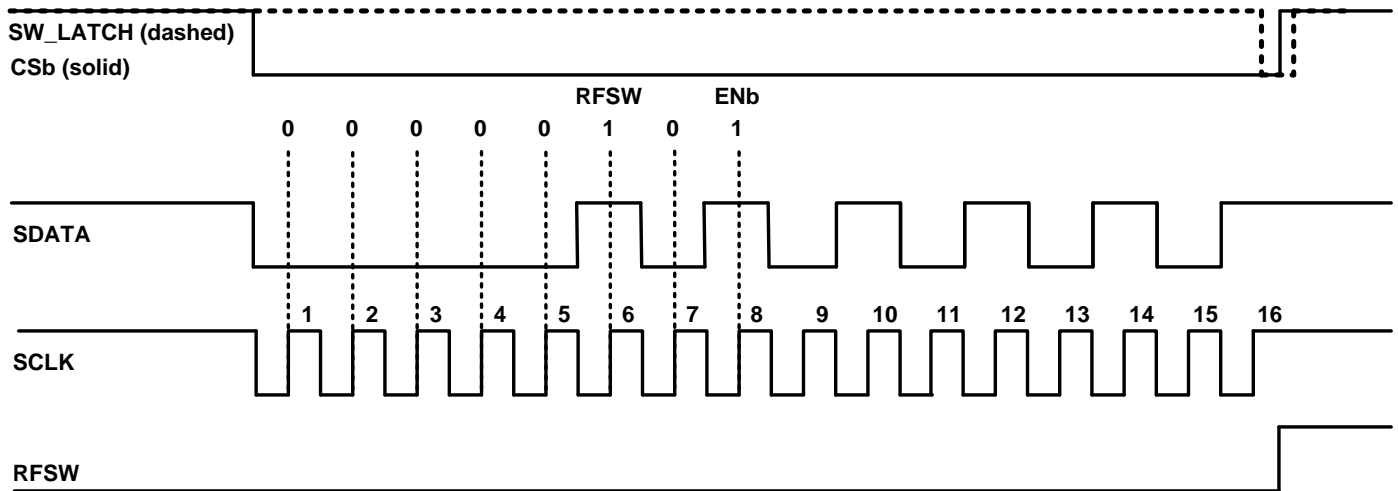 SW_LATCH (dashed)
CSb (solid)
RFSW ENb
0 0 0 0 0 1 0 1
SDATA
1 2 3 4 5 6 7 8 9 10 11 12 13 14 15 16
SCLK
RFSW